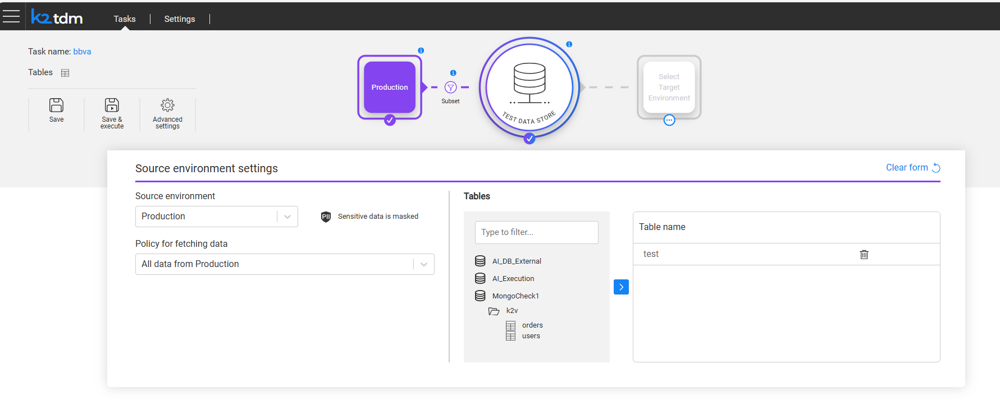 k2tdm
Tasks
Settings
Task name: bbva
Tables
Save
Save &
execute
Advanced
settings
Production
Subset
TEST DATA STORE
Select
Target
Environment
Source environment settings
Clear form
Source environment
Production
PII
Sensitive data is masked
Policy for fetching data
All data from Production
Tables
Type to filter...
AI_DB_External
AI_Execution
MongoCheck1
k2v
orders
users
Table name
test